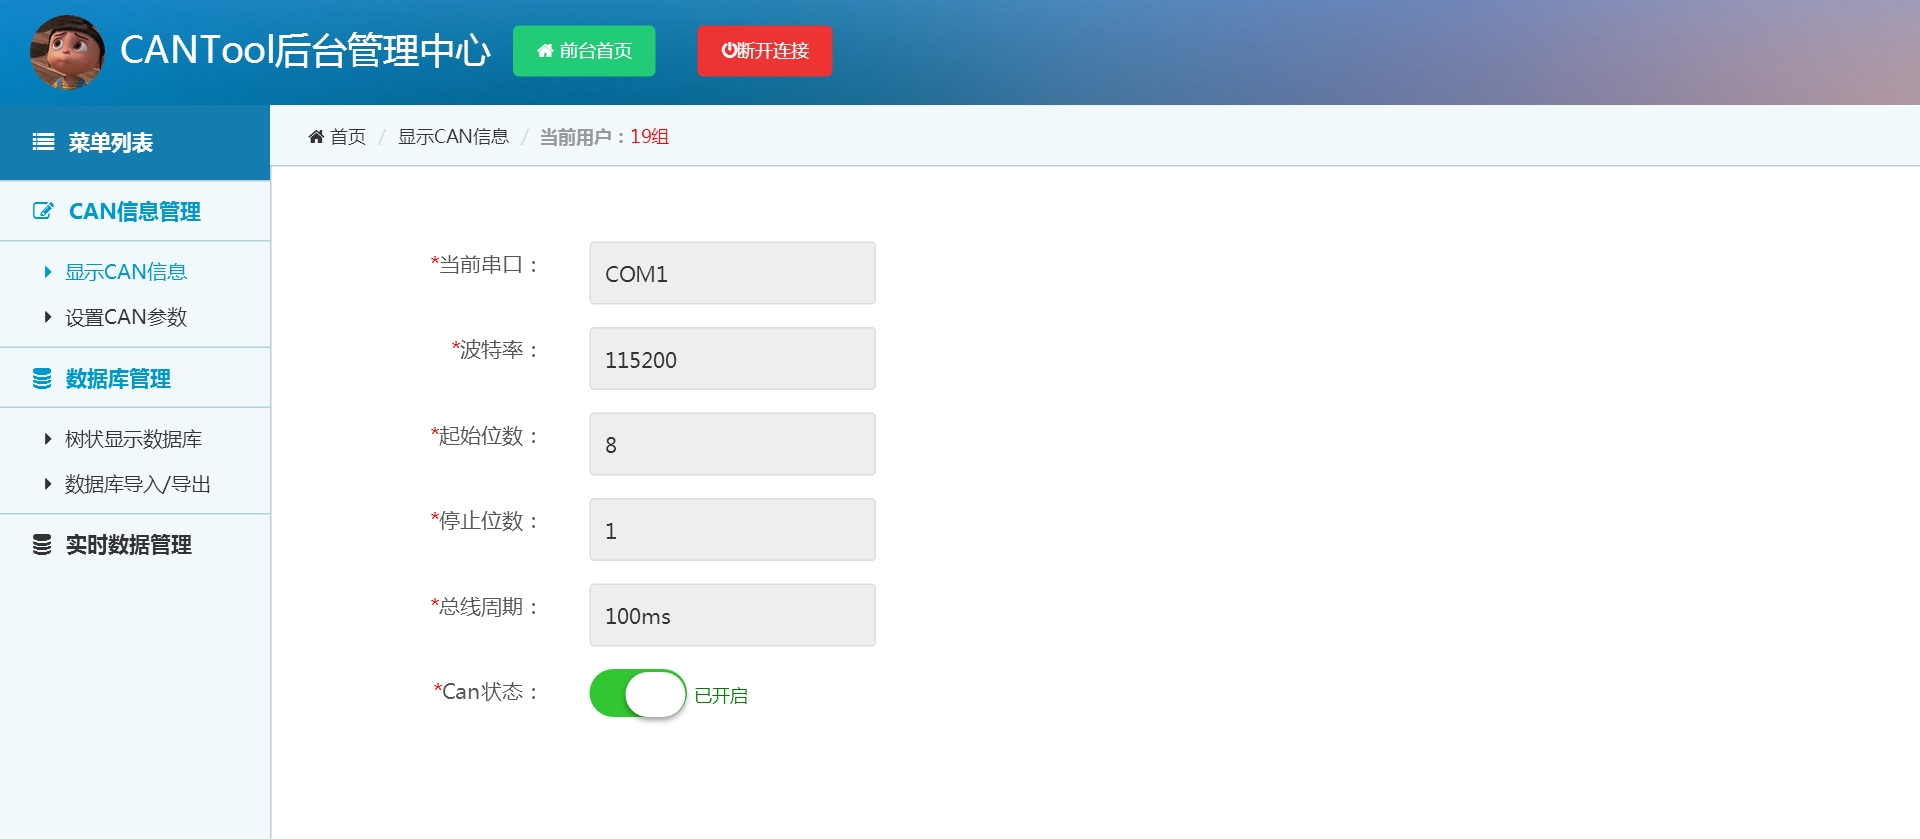 CANTool后台管理中心
前台首页
断开连接
菜单列表
首页 / 显示CAN信息 / 当前用户：19组
CAN信息管理
显示CAN信息
设置CAN参数
数据库管理
树状显示数据库
数据库导入/导出
实时数据管理
*当前串口： COM1
*波特率： 115200
*起始位数： 8
*停止位数： 1
*总线周期： 100ms
*Can状态： 已开启